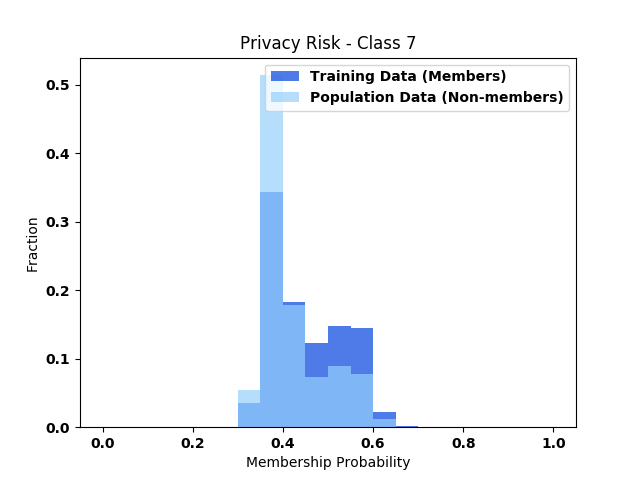 Privacy Risk - Class 7
Training Data (Members)
Population Data (Non-members)
Fraction
0.5
0.4
0.3
0.2
0.1
0.0
0.0 0.2 0.4 0.6 0.8 1.0
Membership Probability